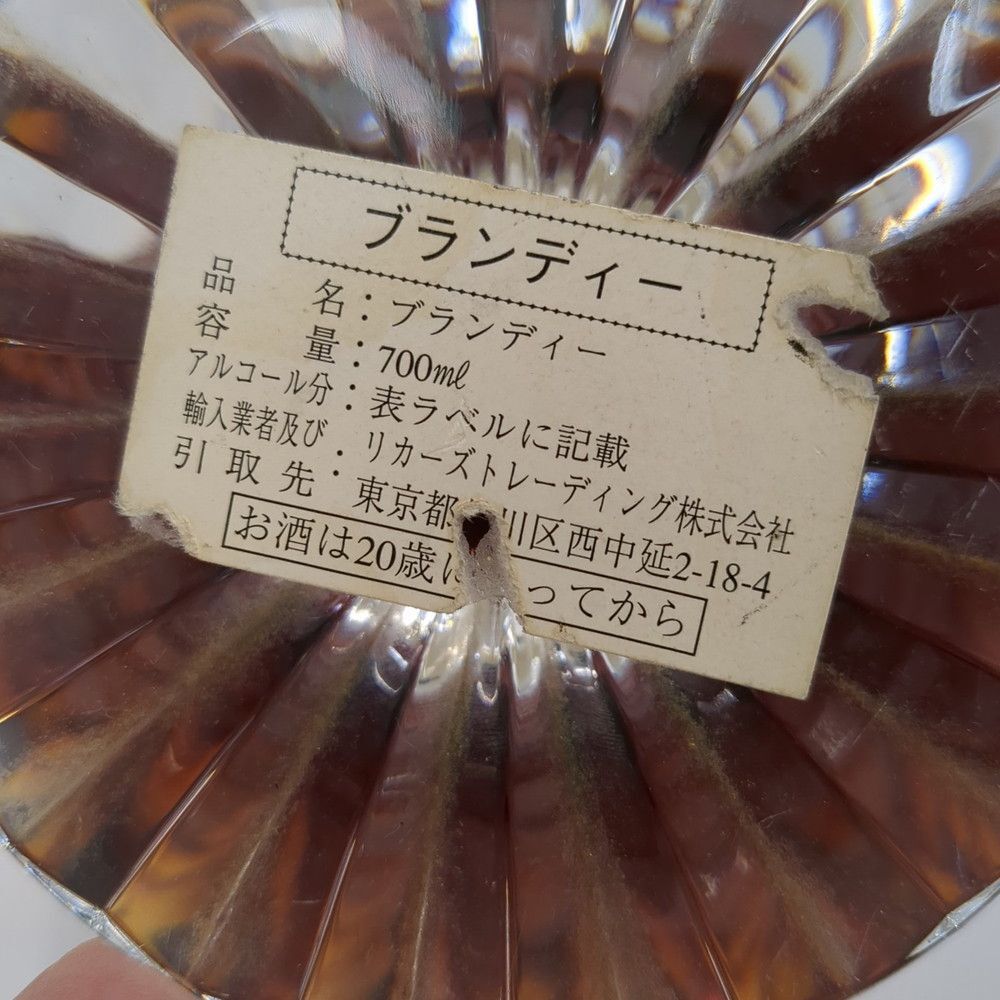 ブランディー
品名：ブランディー
容量：700ml
アルコール分：表ラベルに記載
輸入業者及び引取先：リカーズトレーディング株式会社
東京都 川区西中延2-18-4
お酒は20歳に ってから